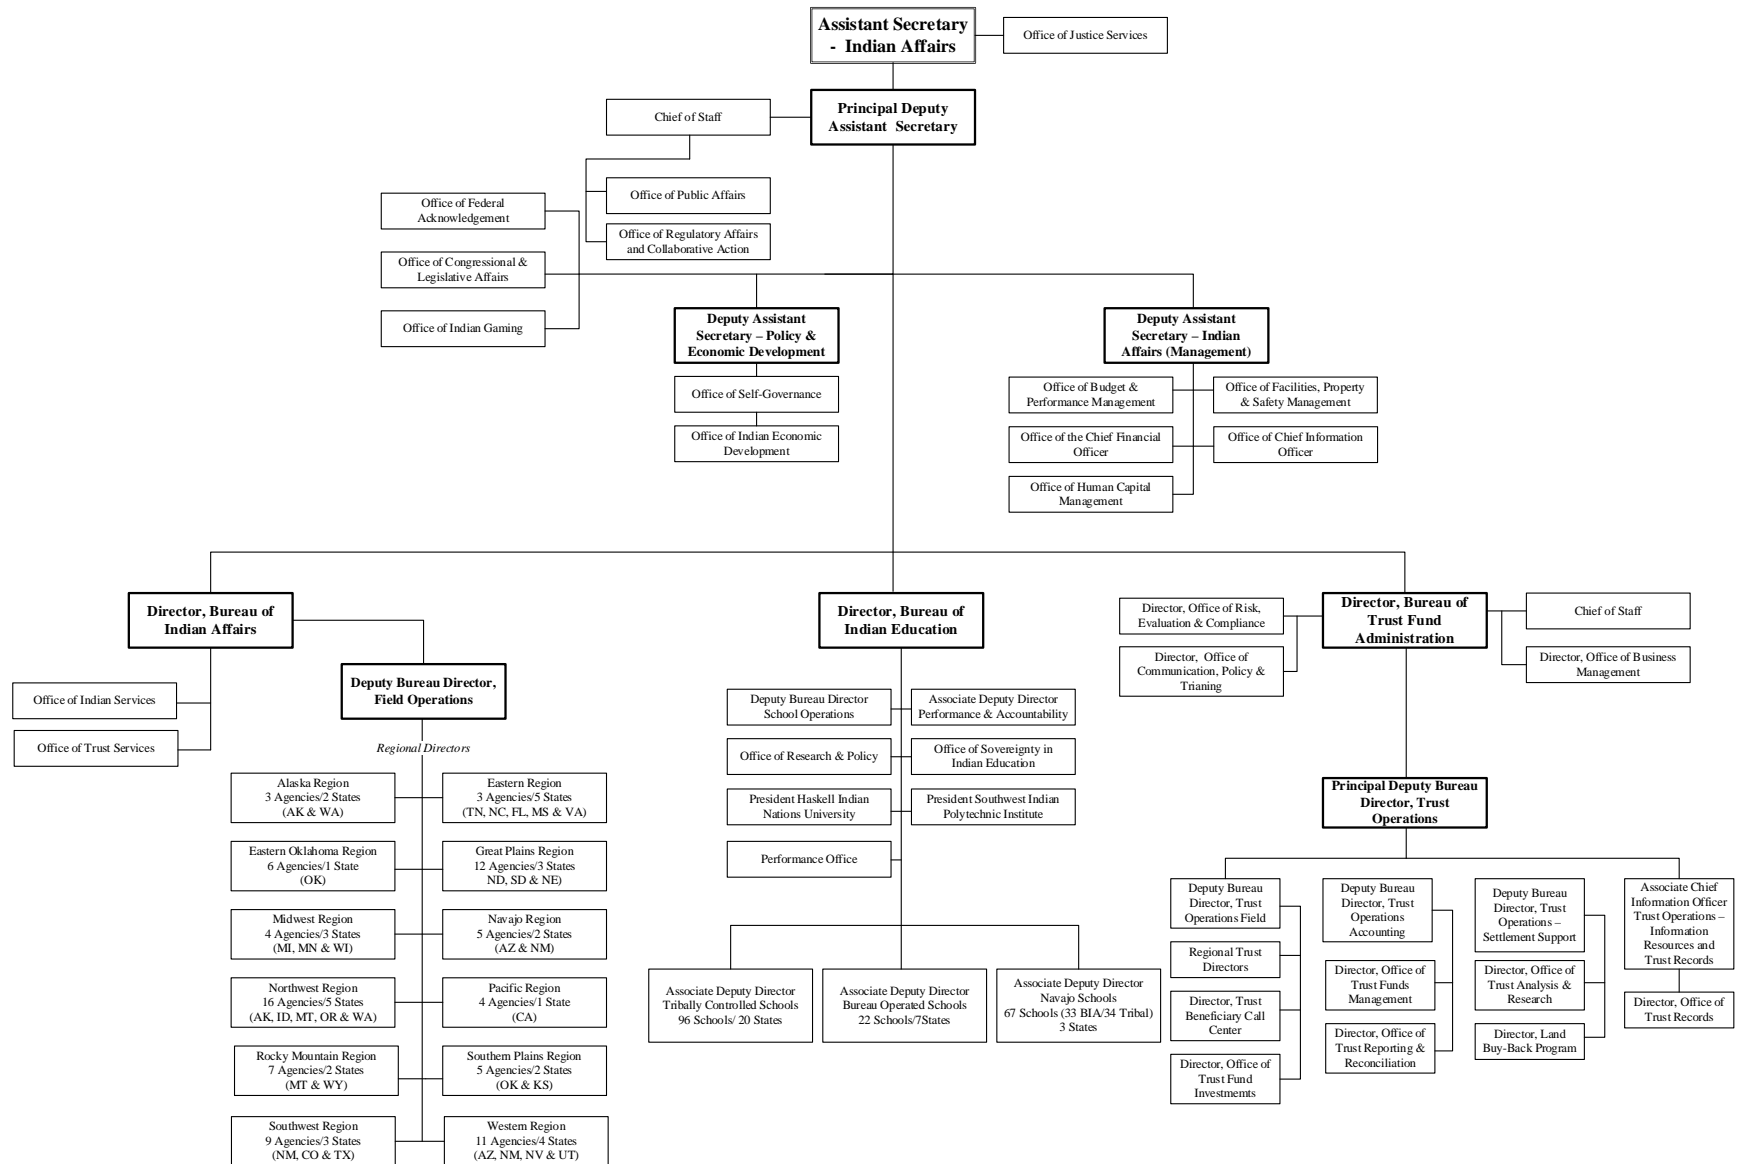 Assistant Secretary
- Indian Affairs
Office of Justice Services
Principal Deputy
Assistant Secretary
Chief of Staff
Office of Public Affairs
Office of Regulatory Affairs
and Collaborative Action
Office of Federal
Acknowledgement
Office of Congressional &
Legislative Affairs
Office of Indian Gaming
Deputy Assistant
Secretary – Policy &
Economic Development
Office of Self-Governance
Office of Indian Economic
Development
Deputy Assistant
Secretary – Indian
Affairs (Management)
Office of Budget &
Performance Management
Office of Facilities, Property
& Safety Management
Office of the Chief Financial
Officer
Office of Chief Information
Officer
Office of Human Capital
Management
Director, Bureau of
Indian Affairs
Office of Indian Services
Office of Trust Services
Deputy Bureau Director,
Field Operations
Regional Directors
Alaska Region
3 Agencies/2 States
(AK & WA)
Eastern Region
3 Agencies/5 States
(TN, NC, FL, MS & VA)
Eastern Oklahoma Region
6 Agencies/1 State
(OK)
Great Plains Region
12 Agencies/3 States
ND, SD & NE)
Midwest Region
4 Agencies/3 States
(MI, MN & WI)
Navajo Region
5 Agencies/2 States
(AZ & NM)
Northwest Region
16 Agencies/5 States
(AK, ID, MT, OR & WA)
Pacific Region
4 Agencies/1 State
(CA)
Rocky Mountain Region
7 Agencies/2 States
(MT & WY)
Southern Plains Region
5 Agencies/2 States
(OK & KS)
Southwest Region
9 Agencies/3 States
(NM, CO & TX)
Western Region
11 Agencies/4 States
(AZ, NM, NV & UT)
Director, Bureau of
Indian Education
Deputy Bureau Director
School Operations
Associate Deputy Director
Performance & Accountability
Office of Research & Policy
Office of Sovereignty in
Indian Education
President Haskell Indian
Nations University
President Southwest Indian
Polytechnic Institute
Performance Office
Associate Deputy Director
Tribally Controlled Schools
96 Schools/ 20 States
Associate Deputy Director
Bureau Operated Schools
22 Schools/7States
Associate Deputy Director
Navajo Schools
67 Schools (33 BIA/34 Tribal)
3 States
Director, Bureau of
Trust Fund
Administration
Director, Office of Risk,
Evaluation & Compliance
Director, Office of
Communication, Policy &
Trianing
Chief of Staff
Director, Office of Business
Management
Principal Deputy Bureau
Director, Trust
Operations
Deputy Bureau
Director, Trust
Operations Field
Regional Trust
Directors
Director, Trust
Beneficiary Call
Center
Director, Office of
Trust Fund
Investmemts
Deputy Bureau
Director, Trust
Operations
Accounting
Director, Office of
Trust Funds
Management
Director, Office of
Trust Reporting &
Reconciliation
Deputy Bureau
Director, Trust
Operations –
Settlement Support
Director, Office of
Trust Analysis &
Research
Director, Land
Buy-Back Program
Associate Chief
Information Officer
Trust Operations –
Information
Resources and
Trust Records
Director, Office of
Trust Records